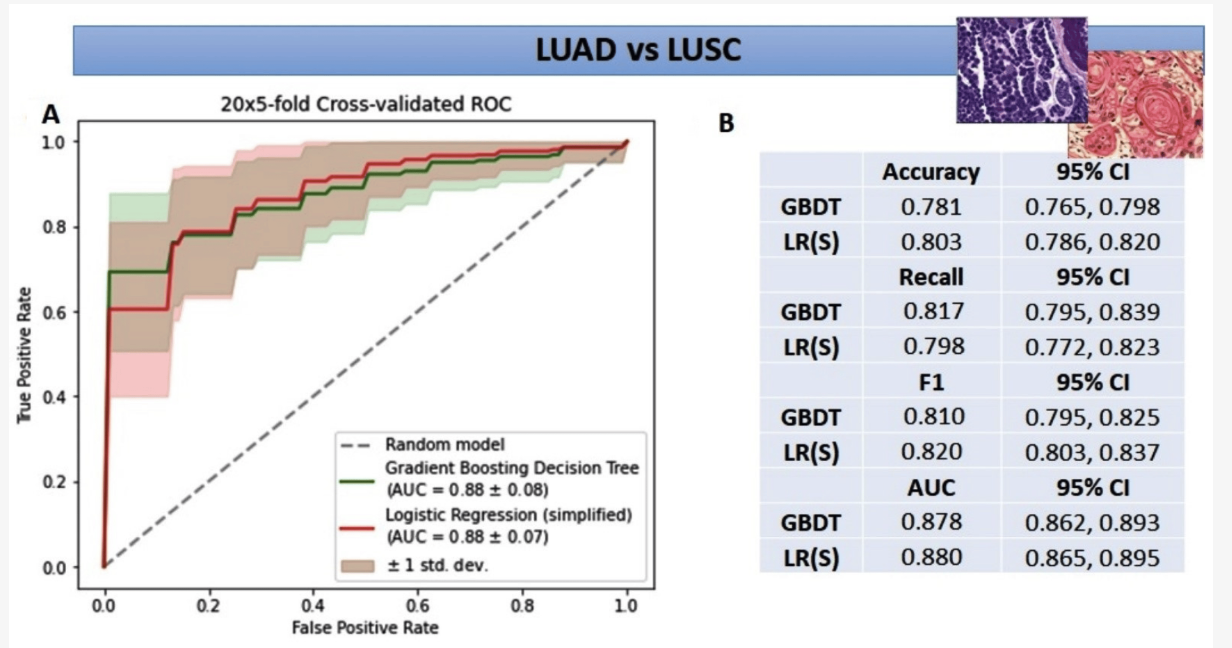 LUAD vs LUSC
A
20x5-fold Cross-validated ROC
1.0
0.8
0.6
0.4
0.2
0.0
True Positive Rate
0.0 0.2 0.4 0.6 0.8 1.0
False Positive Rate
Random model
Gradient Boosting Decision Tree
(AUC = 0.88 ± 0.08)
Logistic Regression (simplified)
(AUC = 0.88 ± 0.07)
± 1 std. dev.
B
Accuracy 95% CI
GBDT 0.781 0.765, 0.798
LR(S) 0.803 0.786, 0.820
Recall 95% CI
GBDT 0.817 0.795, 0.839
LR(S) 0.798 0.772, 0.823
F1 95% CI
GBDT 0.810 0.795, 0.825
LR(S) 0.820 0.803, 0.837
AUC 95% CI
GBDT 0.878 0.862, 0.893
LR(S) 0.880 0.865, 0.895